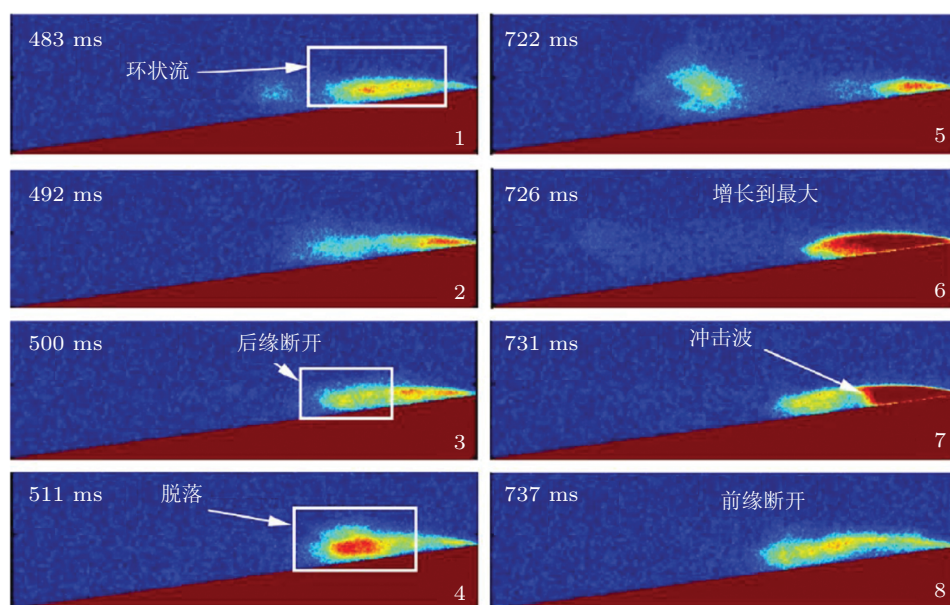 483 ms
环状流
1
492 ms
2
500 ms
后缘断开
3
511 ms
脱落
4
722 ms
5
726 ms
增长到最大
6
731 ms
冲击波
7
737 ms
前缘断开
8